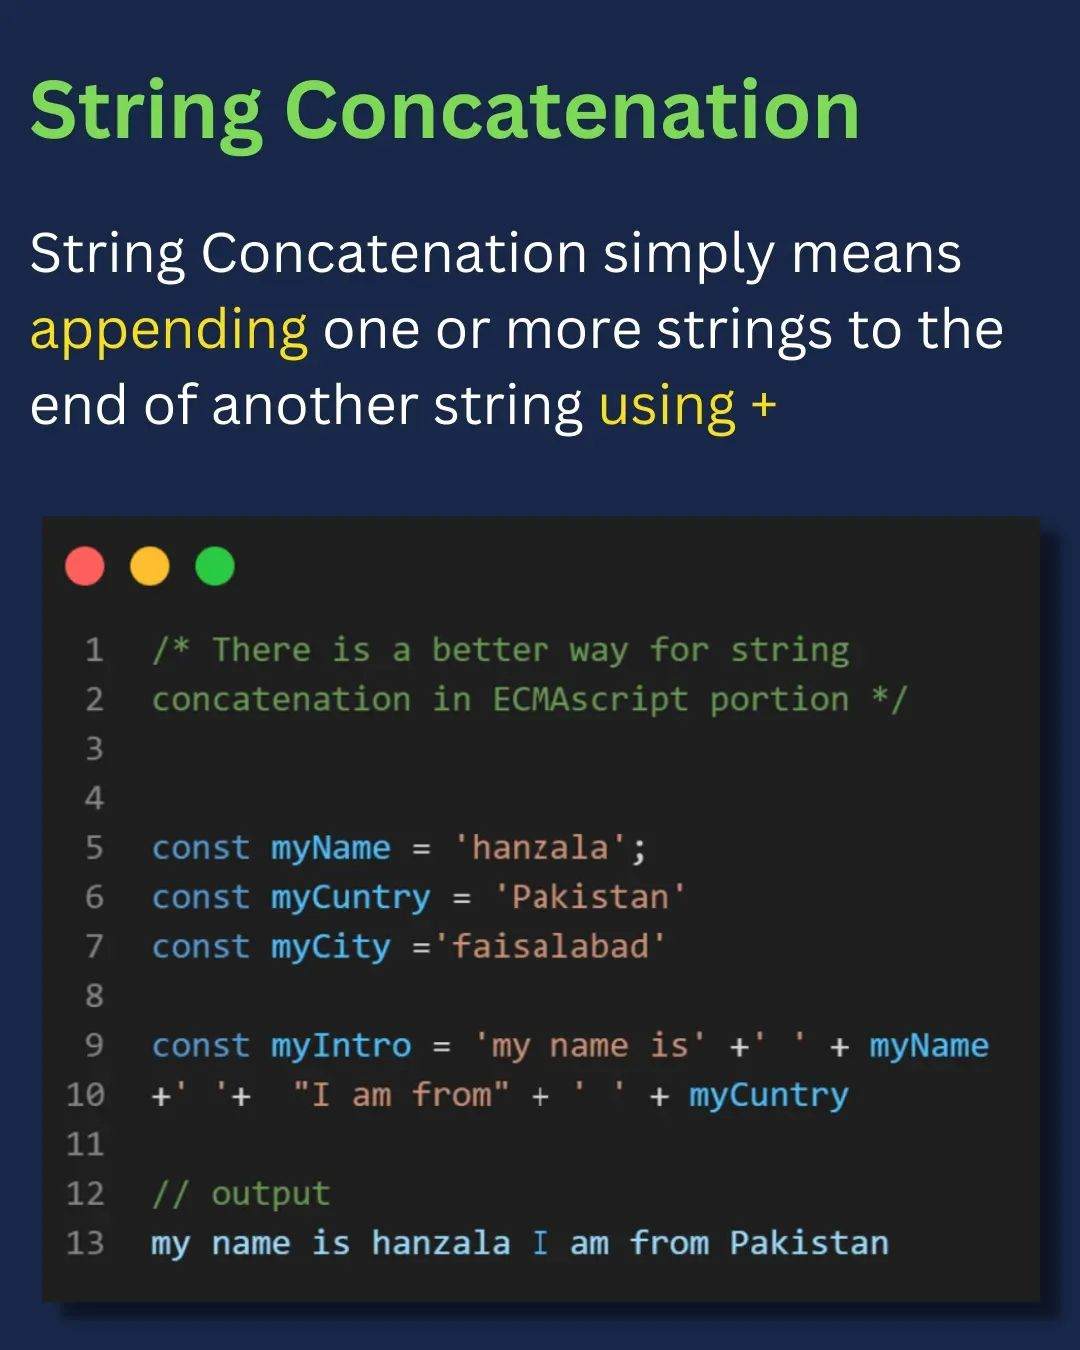 String Concatenation
String Concatenation simply means
appending one or more strings to the
end of another string using +
1 /* There is a better way for string
2 concatenation in ECMAscript portion */
3
4
5 const myName = 'hanzala';
6 const myCuntry = 'Pakistan'
7 const myCity ='faisalabad'
8
9 const myIntro = 'my name is' +' ' + myName
10 +' '+  "I am from" + ' ' + myCuntry
11
12 // output
13 my name is hanzala I am from Pakistan